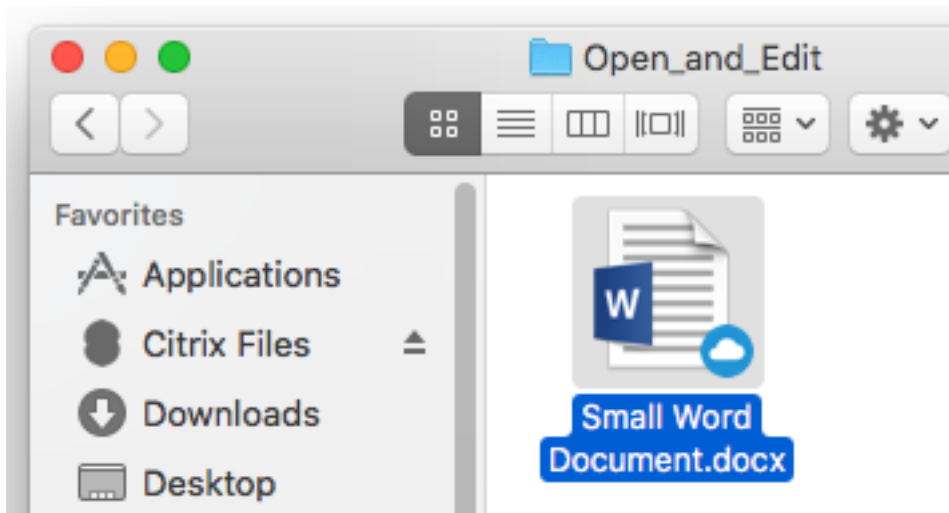 Open_and_Edit
Favorites
Applications
Citrix Files
Downloads
Desktop
W
Small Word
Document.docx